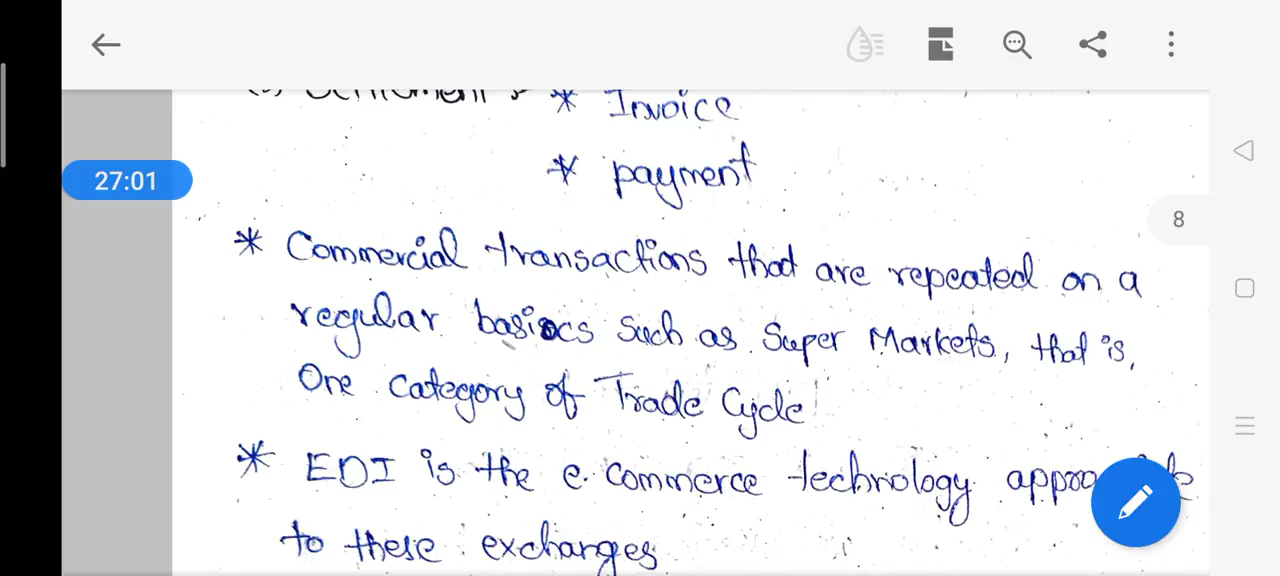 * Invoice
27:01
* payment
8
* Commercial transactions that are repeated on a
regular basiscs such as super Markets, that is,
One Category of Trade Cycle
* EDI is the e. Commerce technology
to these exchanges